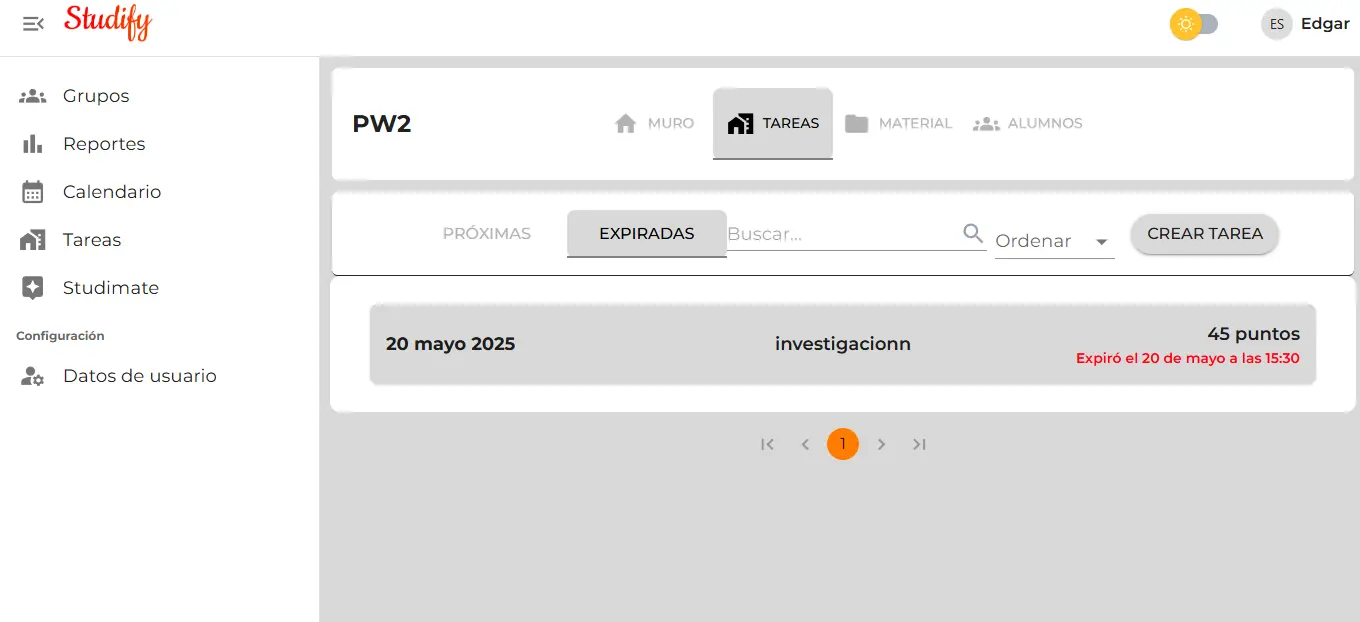 Studify
ES Edgar
Grupos
Reportes
Calendario
Tareas
Studimate
Configuración
Datos de usuario
PW2
MURO TAREAS MATERIAL ALUMNOS
PRÓXIMAS EXPIRADAS Buscar... Ordenar CREAR TAREA
20 mayo 2025 investigacionn 45 puntos
Expiró el 20 de mayo a las 15:30
1